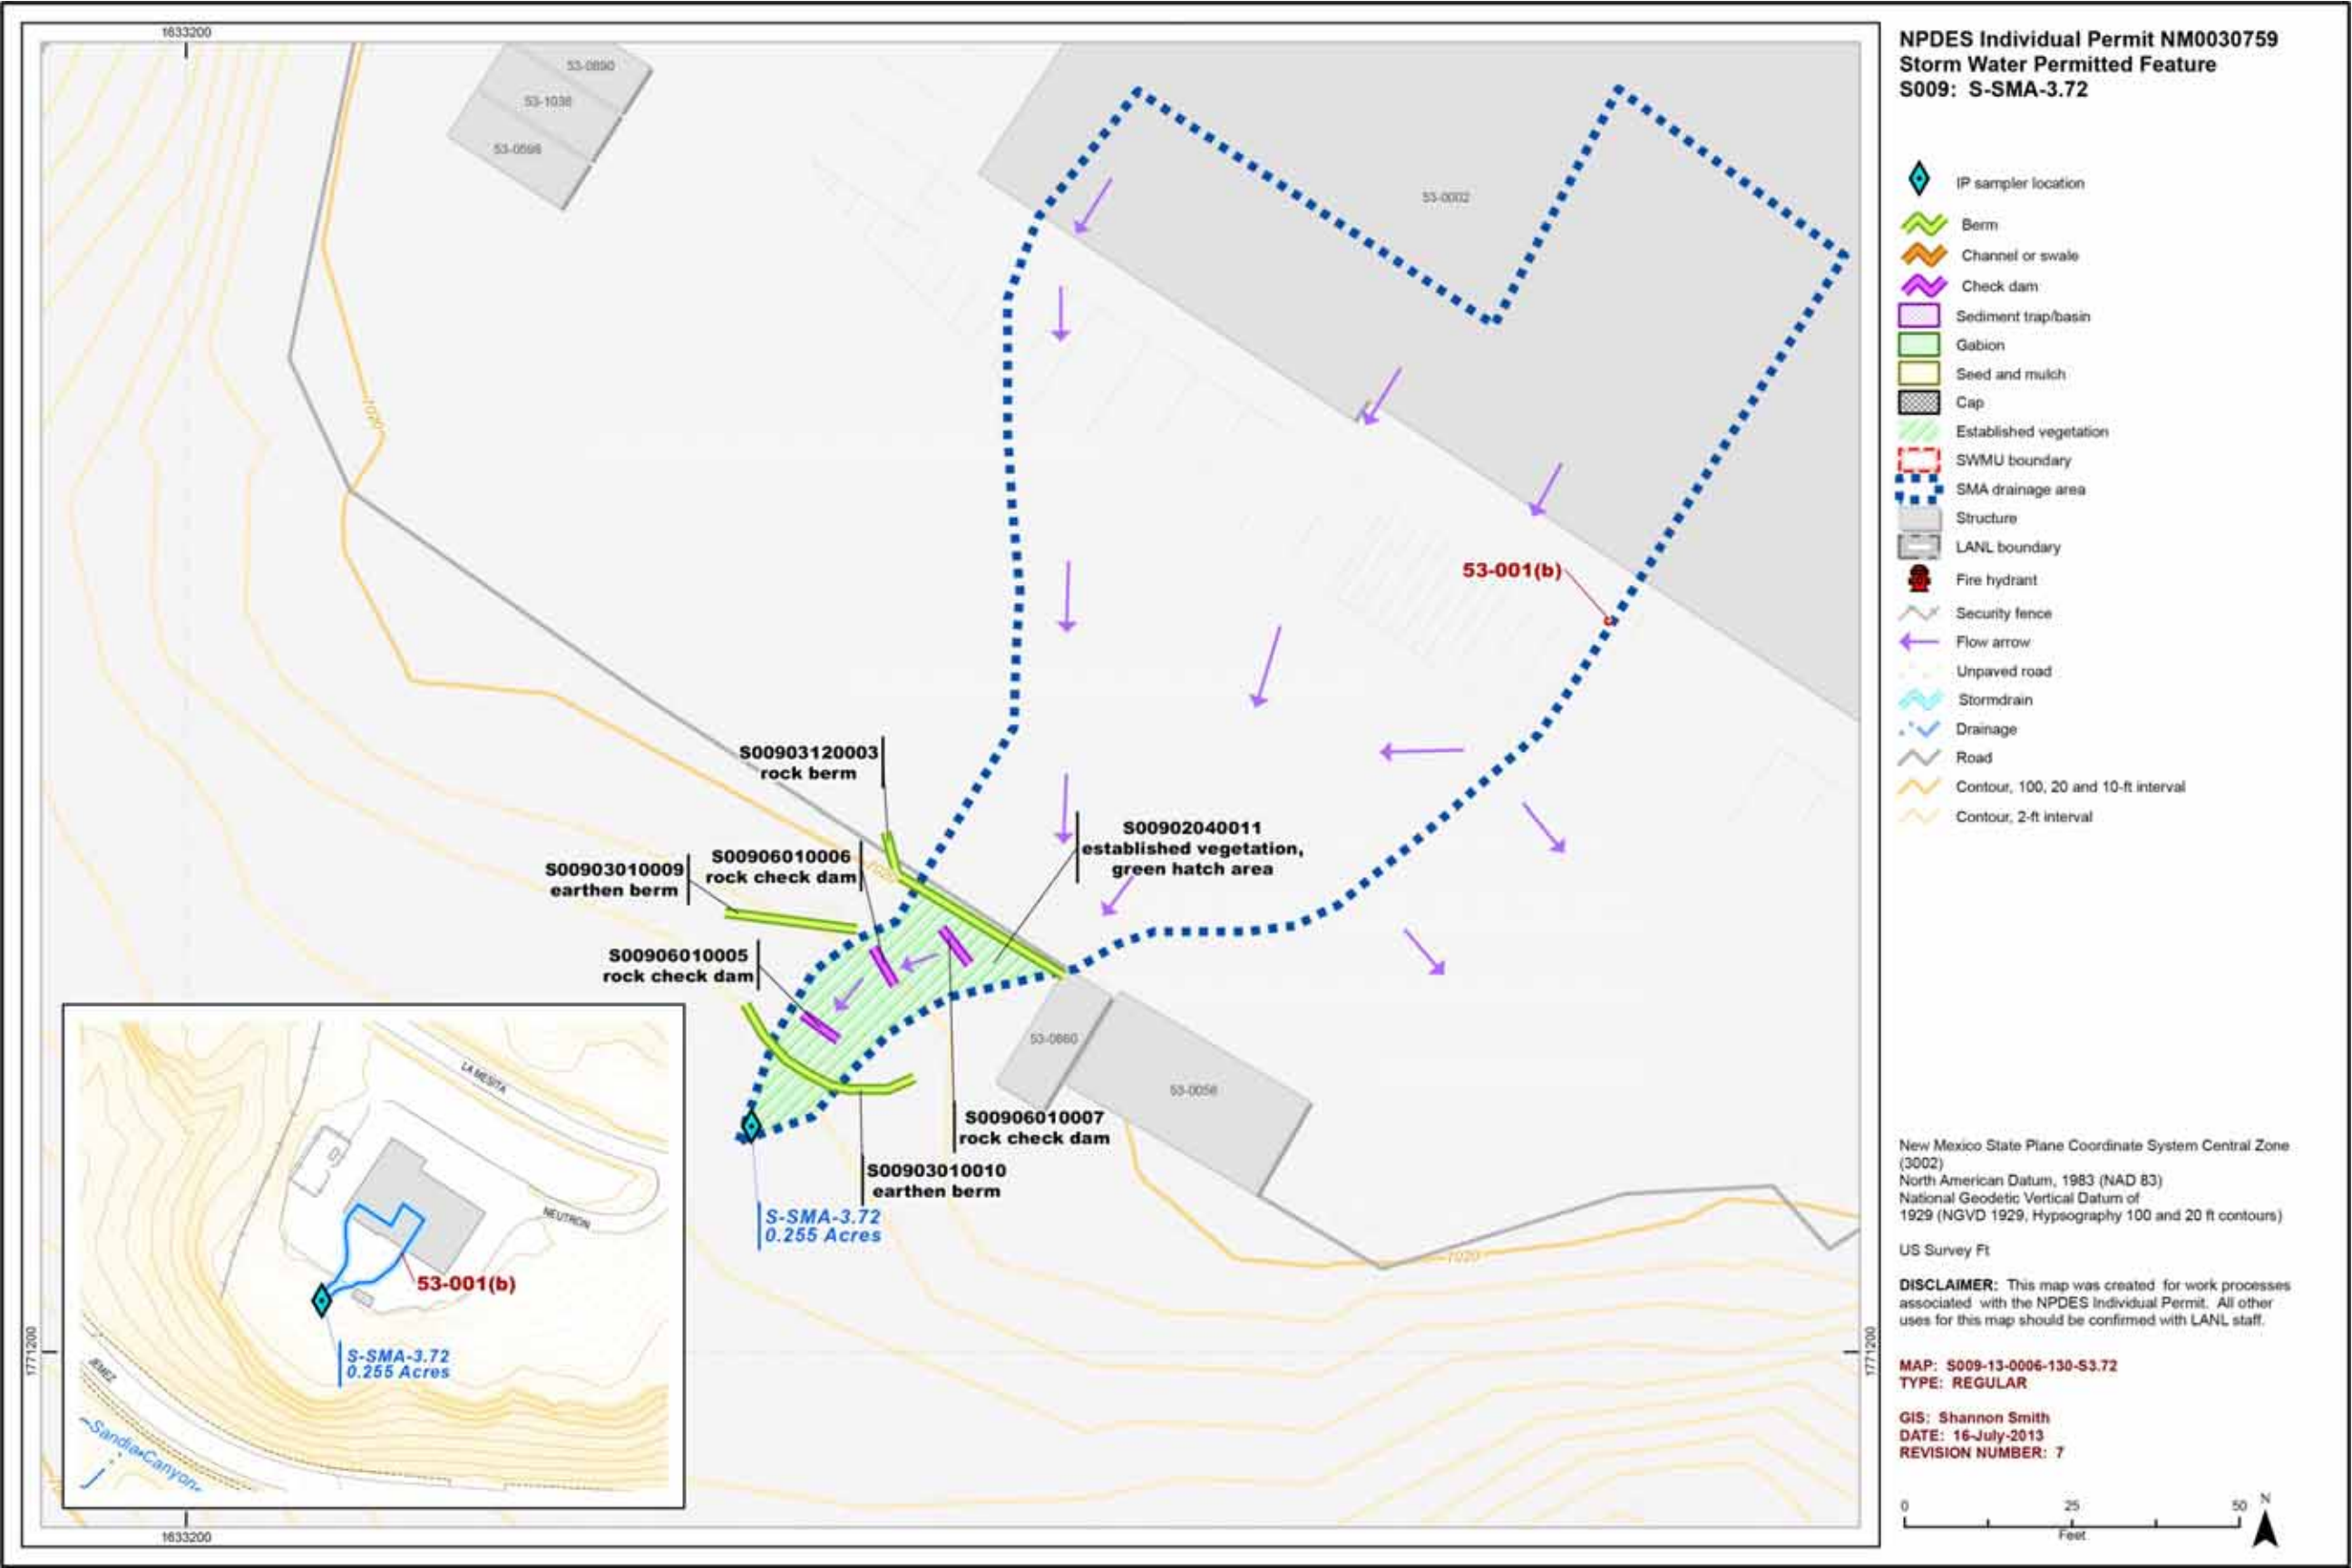 1633200
53-0890
53-1036
53-0002
1020
53-001(b)
S00903120003
rock berm
S00902040011
established vegetation,
green hatch area
S00906010006
rock check dam
S00903010009
earthen berm
S00906010005
rock check dam
53-0880
S00906010007
rock check dam
S00903010010
earthen berm
S-SMA-3.72
0.255 Acres
1020
1771200
1771200
1633200
LA MESITA
NEUTRON
53-001(b)
S-SMA-3.72
0.255 Acres
JEMEZ
Sandia Canyon
NPDES Individual Permit NM0030759
Storm Water Permitted Feature
S009: S-SMA-3.72
IP sampler location
Berm
Channel or swale
Check dam
Sediment trap/basin
Gabion
Seed and mulch
Cap
Established vegetation
SWMU boundary
SMA drainage area
Structure
LANL boundary
Fire hydrant
Security fence
Flow arrow
Unpaved road
Stormdrain
Drainage
Road
Contour, 100, 20 and 10-ft interval
Contour, 2-ft interval
New Mexico State Plane Coordinate System Central Zone
(3002)
North American Datum, 1983 (NAD 83)
National Geodetic Vertical Datum of
1929 (NGVD 1929, Hypsography 100 and 20 ft contours)
US Survey Ft
DISCLAIMER: This map was created for work processes
associated with the NPDES Individual Permit. All other
uses for this map should be confirmed with LANL staff.
MAP: S009-13-0006-130-S3.72
TYPE: REGULAR
GIS: Shannon Smith
DATE: 16-July-2013
REVISION NUMBER: 7
0 25 50 N
Feet